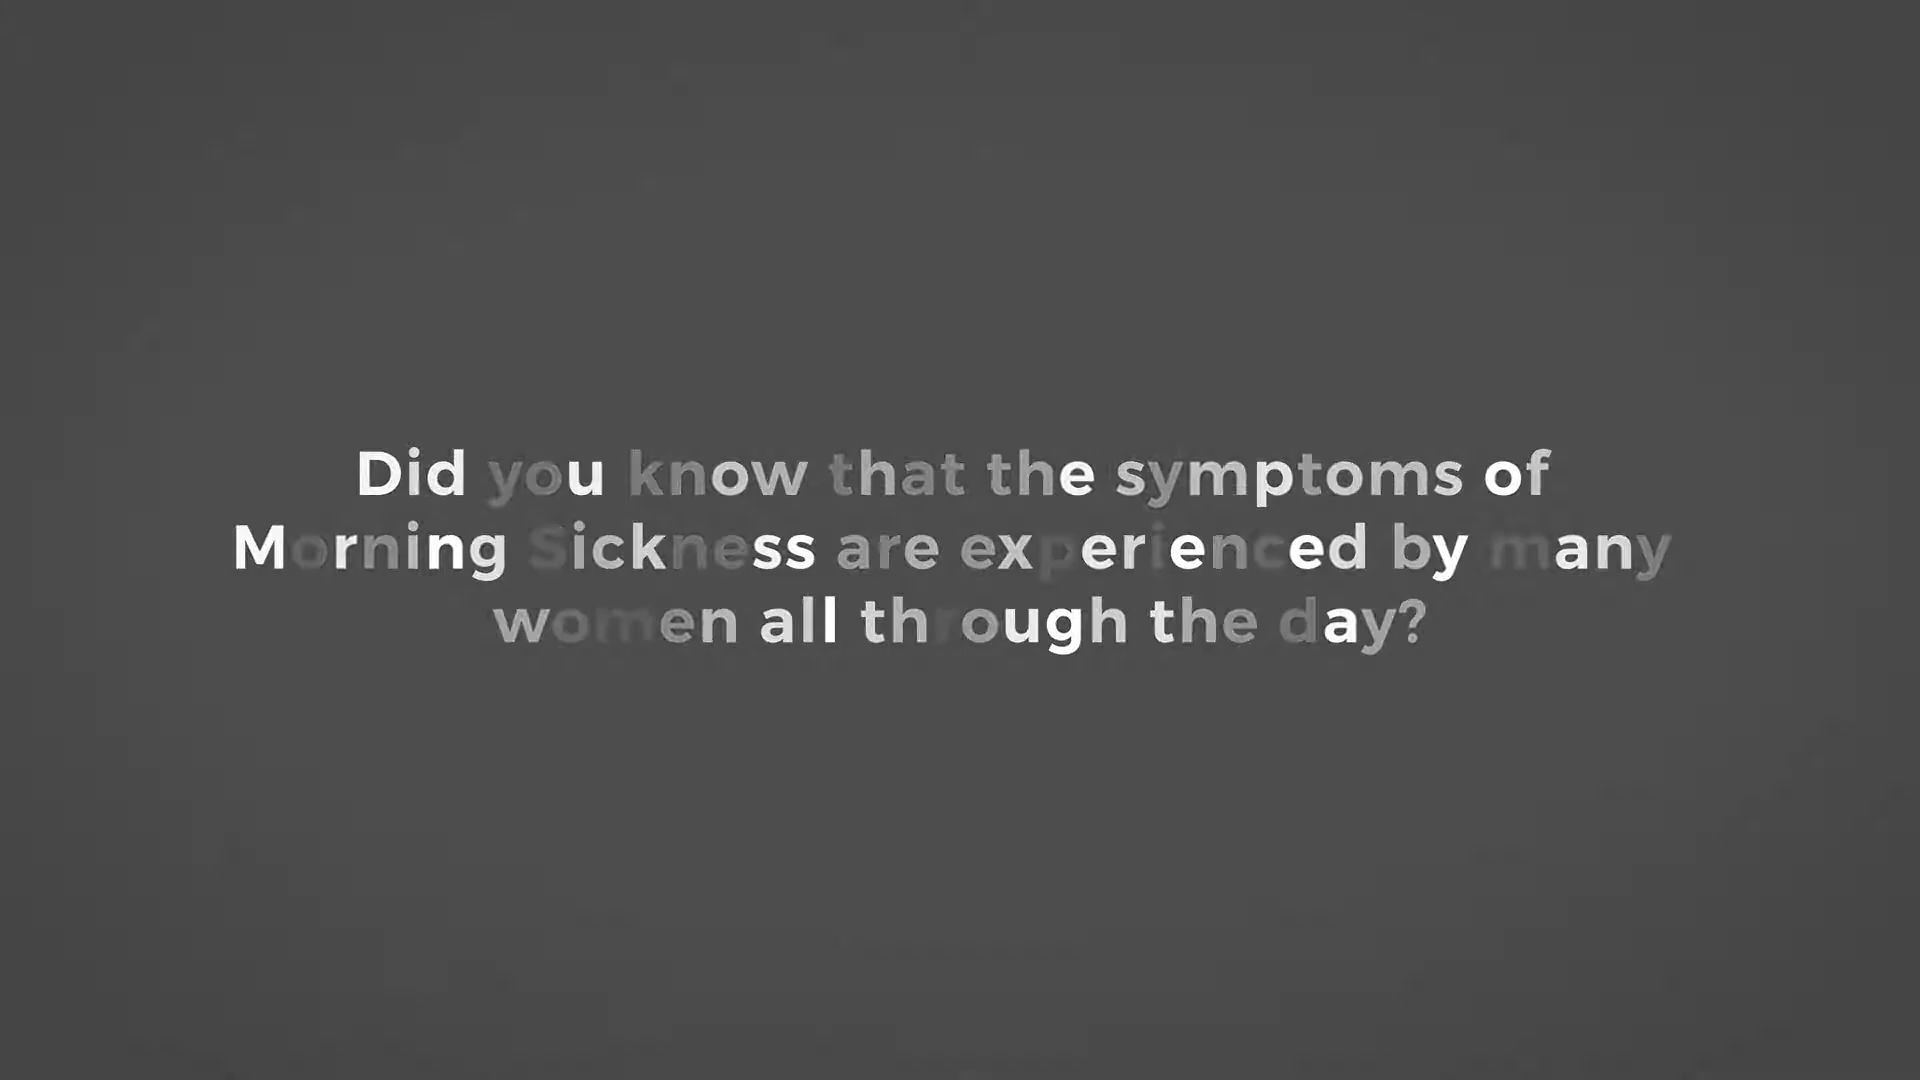 Did you know that the symptoms of
Morning Sickness are experienced by many
women all through the day?